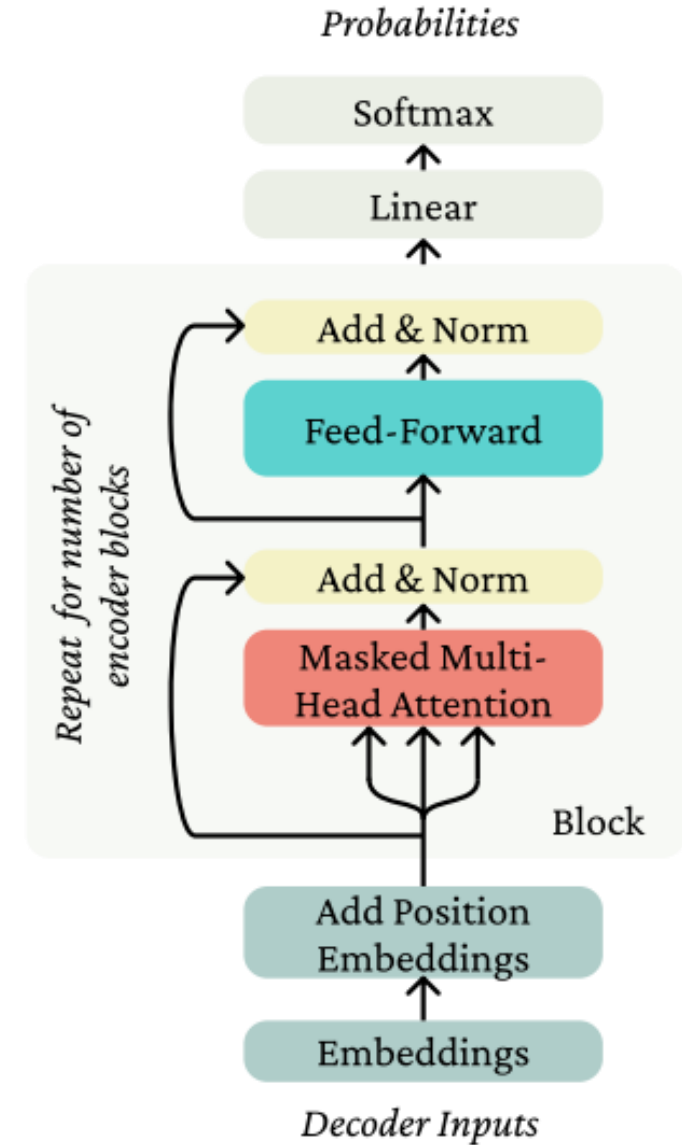 Probabilities
Softmax
Linear
Add & Norm
Feed-Forward
Repeat for number of
encoder blocks
Add & Norm
Masked Multi-
Head Attention
Block
Add Position
Embeddings
Embeddings
Decoder Inputs